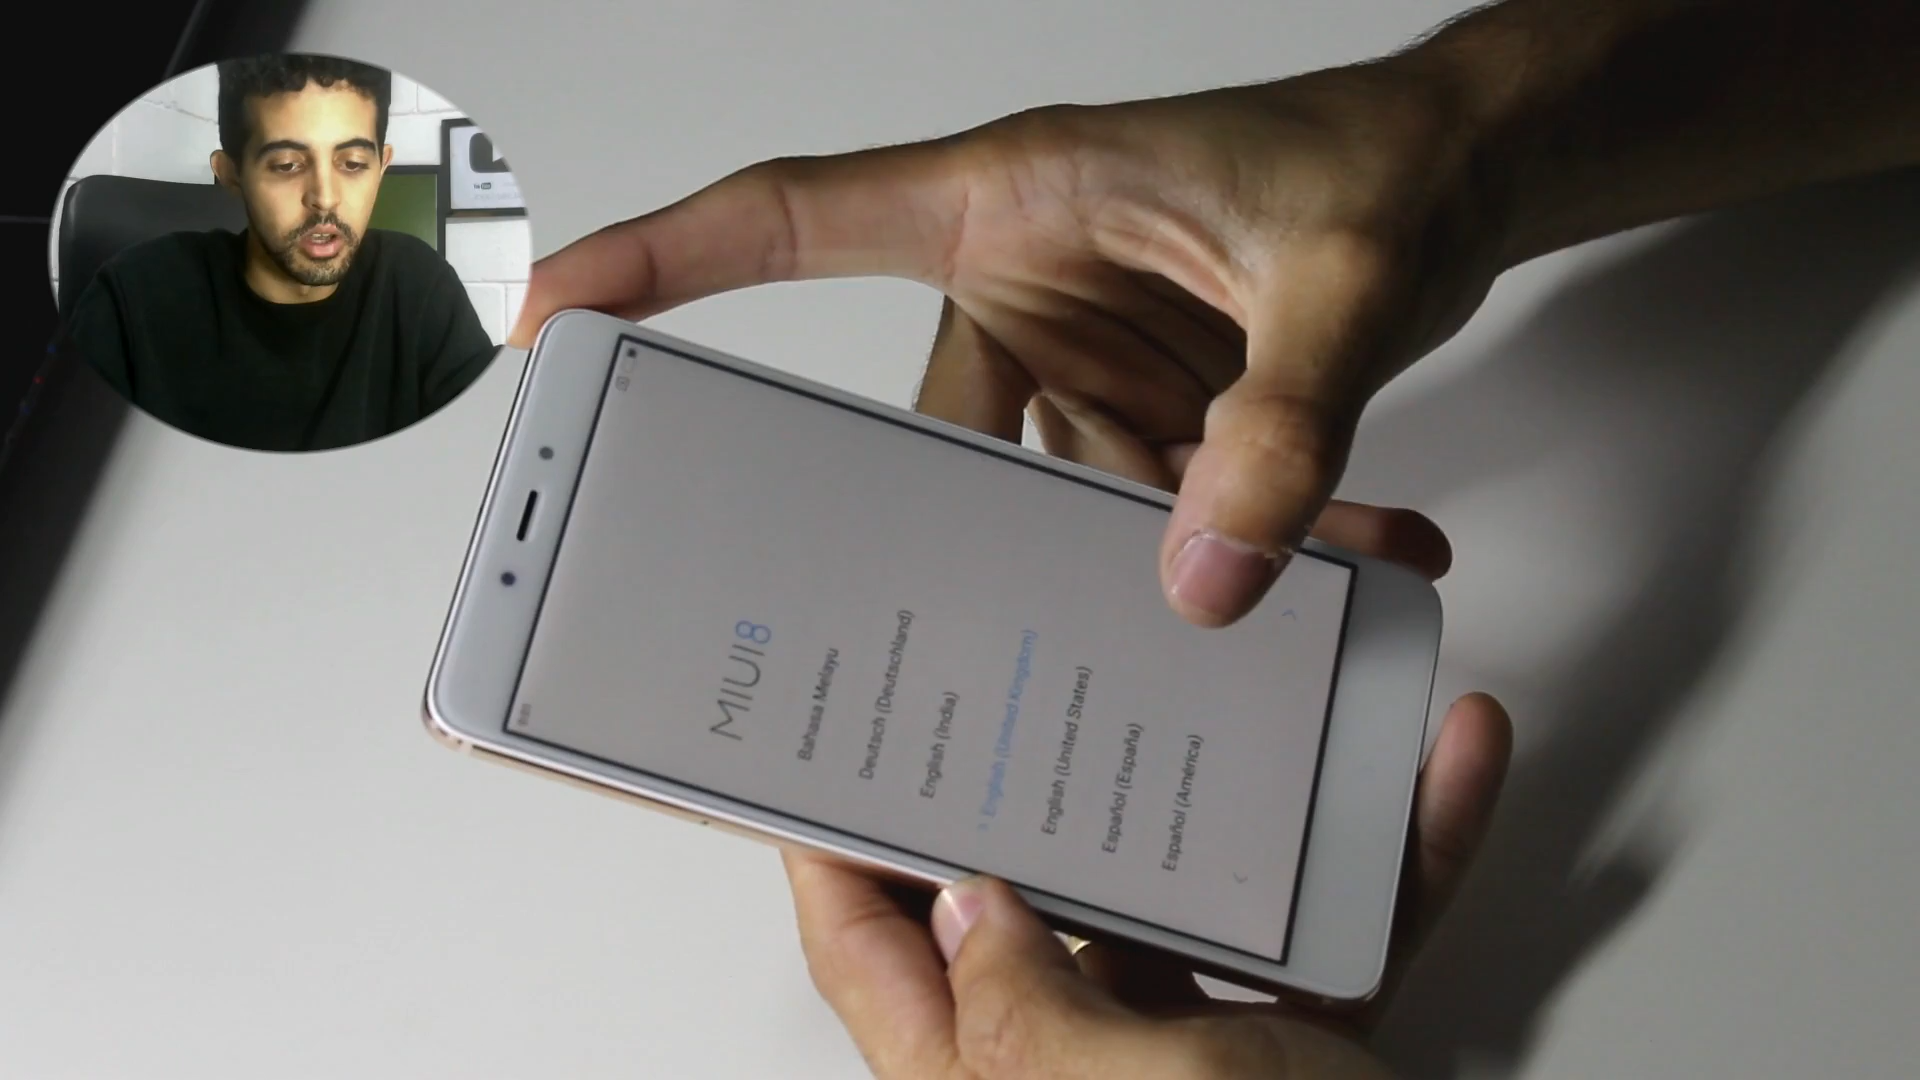 MIUI8
Bahasa Melayu
Deutsch (Deutschland)
English (India)
English (United Kingdom)
English (United States)
Español (España)
Español (América)